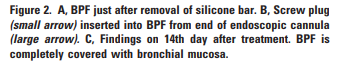 Figure 2. A, BPF just after removal of silicone bar. B, Screw plug
(small arrow) inserted into BPF from end of endoscopic cannula
(large arrow). C, Findings on 14th day after treatment. BPF is
completely covered with bronchial mucosa.